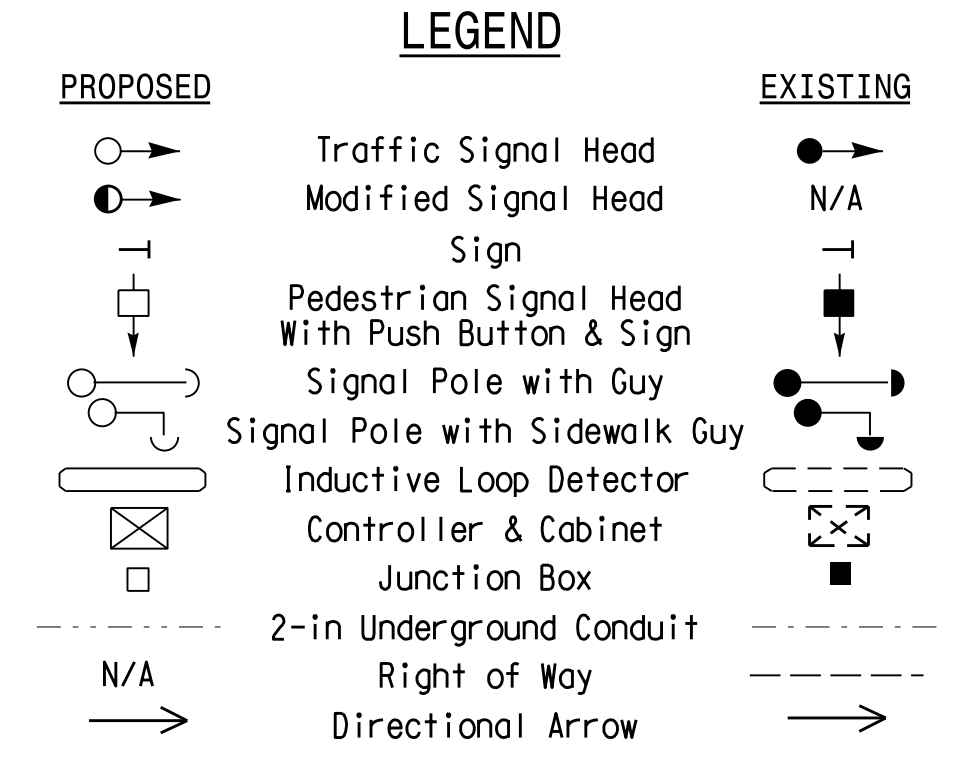 LEGEND
PROPOSED EXISTING
Traffic Signal Head
Modified Signal Head N/A
Sign
Pedestrian Signal Head
With Push Button & Sign
Signal Pole with Guy
Signal Pole with Sidewalk Guy
Inductive Loop Detector
Controller & Cabinet
Junction Box
2-in Underground Conduit
N/A Right of Way
Directional Arrow